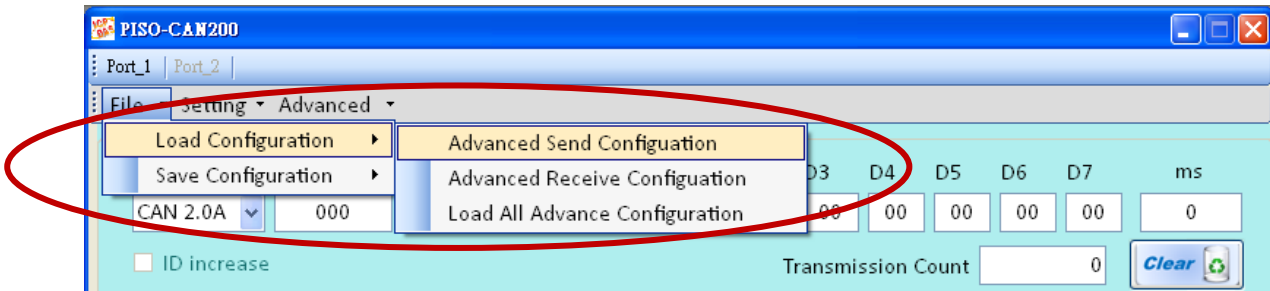 PISO-CAN200
Port_1 Port_2
File Setting Advanced
Load Configuration Advanced Send Configuation
Save Configuration Advanced Receive Configuation
Load All Advance Configuration
D3 D4 D5 D6 D7 ms
CAN 2.0A 000 00 00 00 00 00 0
ID increase Transmission Count 0 Clear